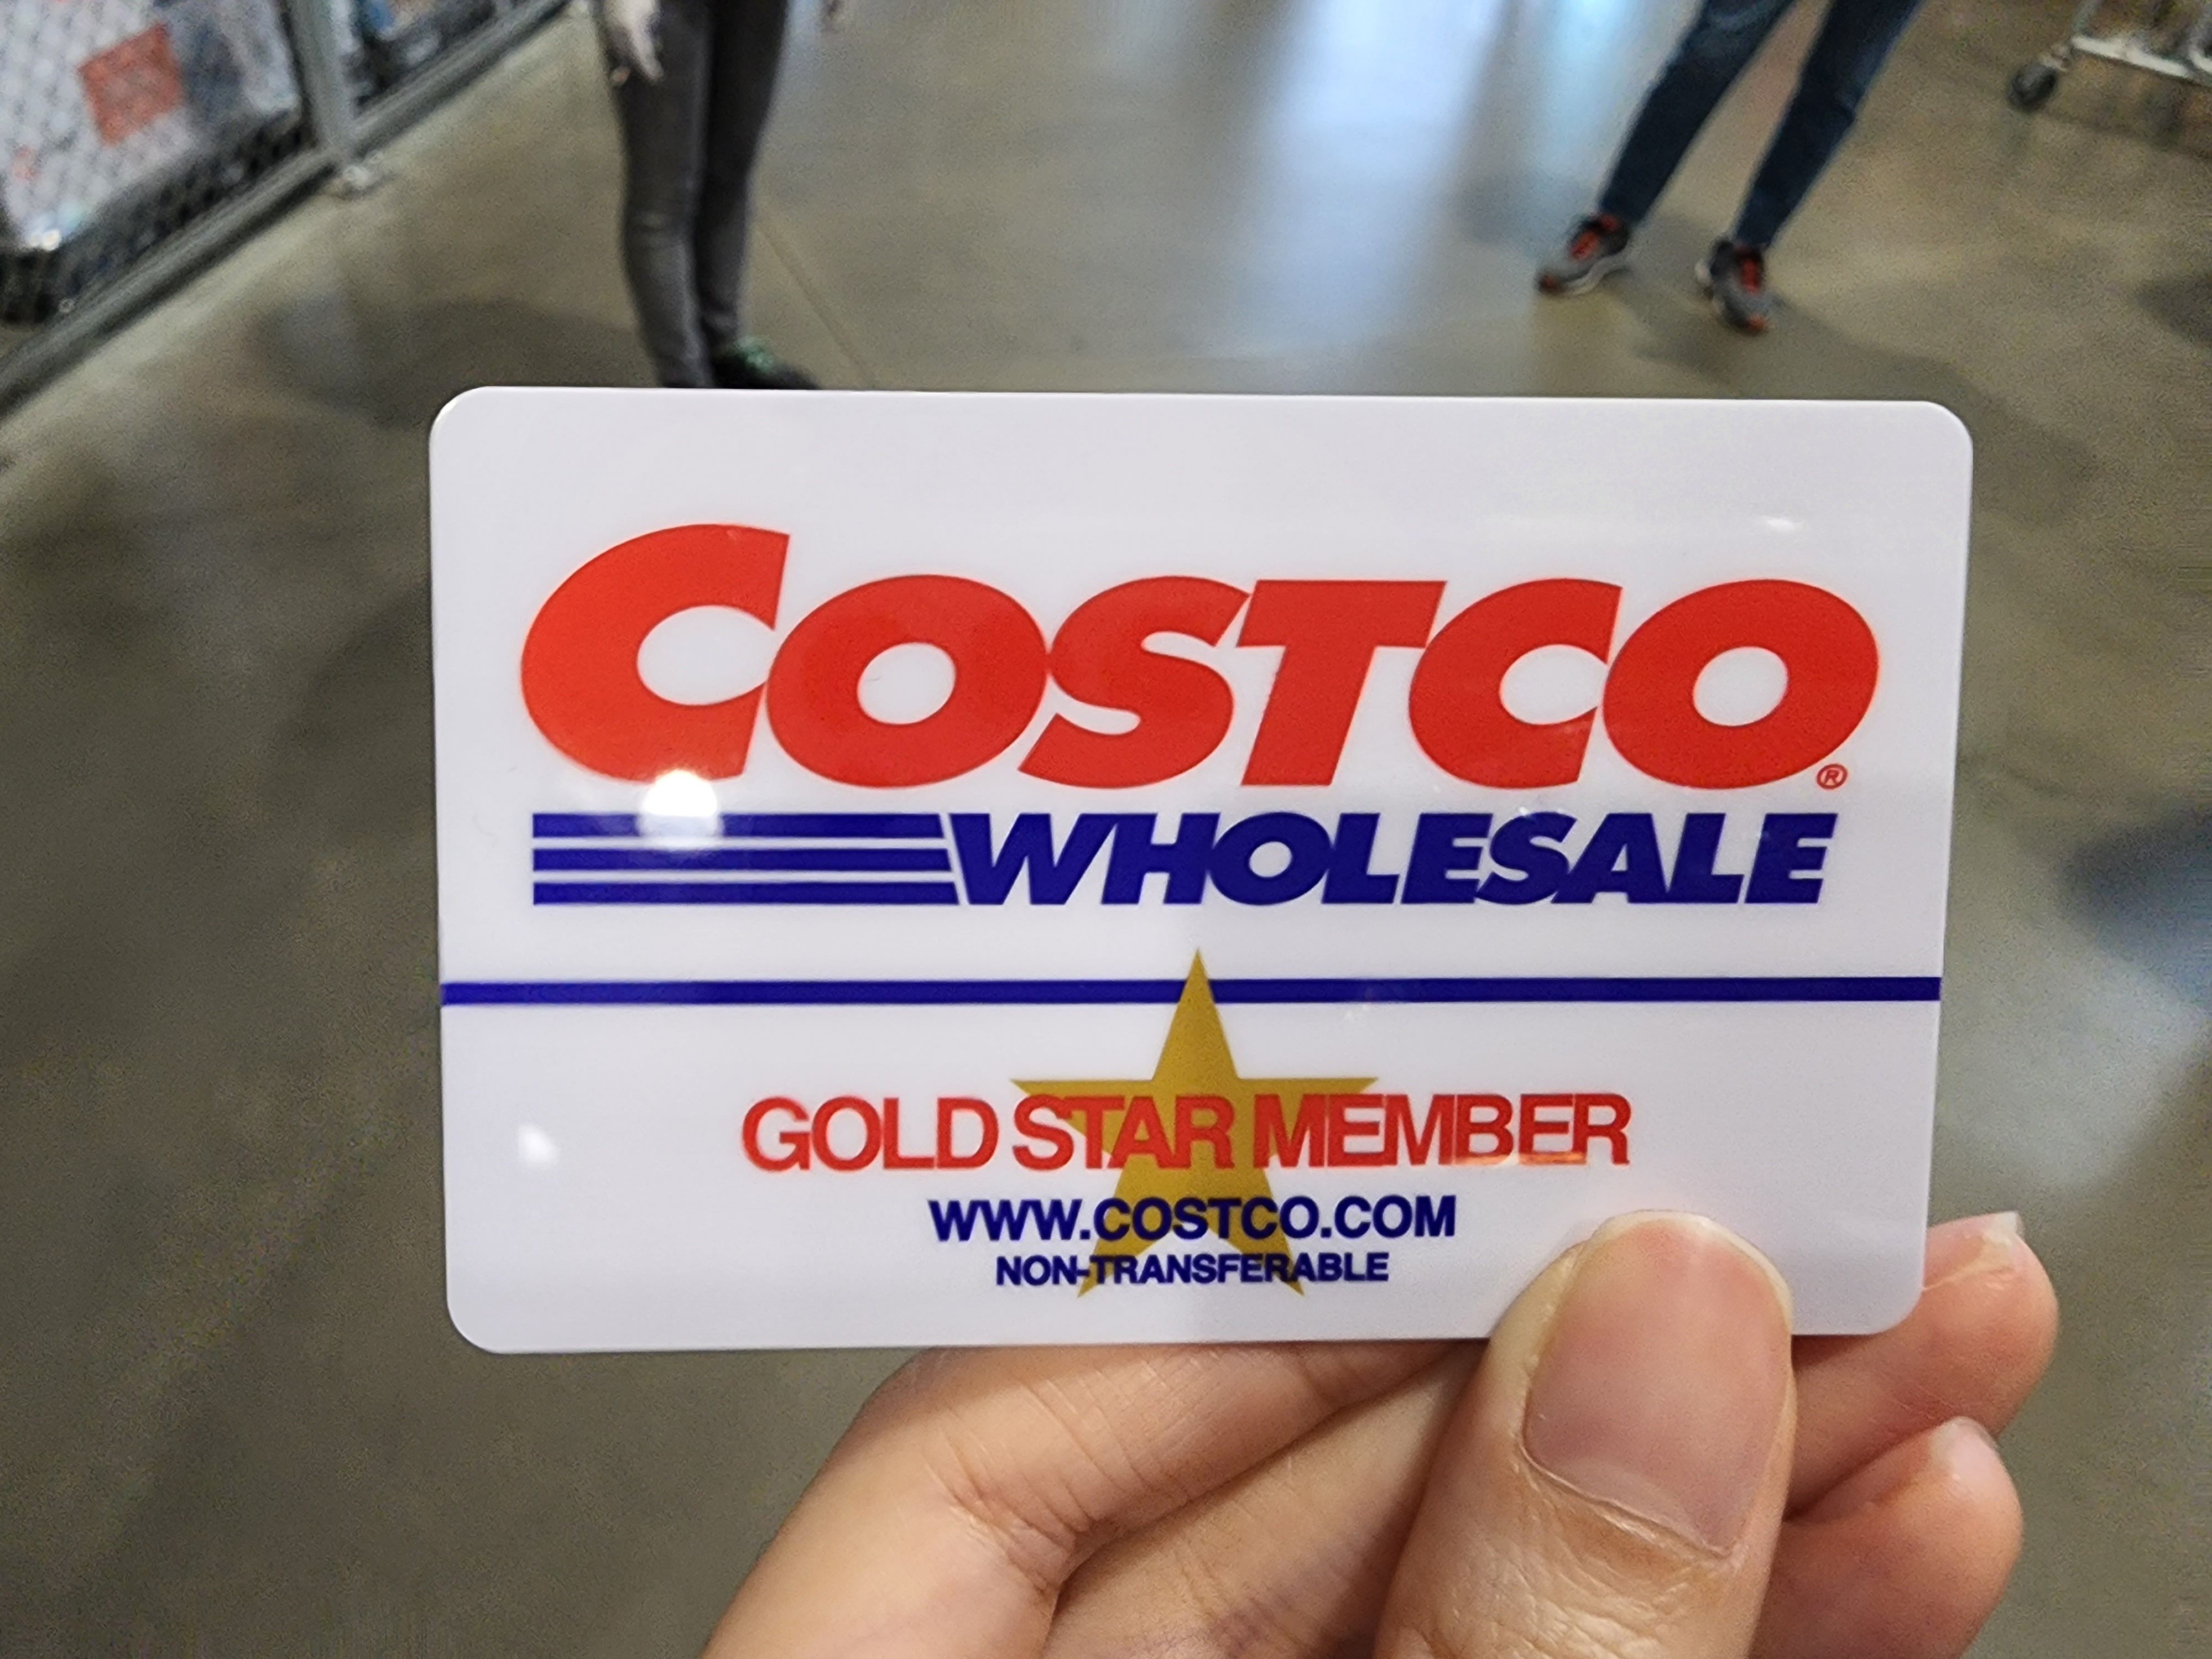 COSTCO®
WHOLESALE
GOLD STAR MEMBER
WWW.COSTCO.COM
NON-TRANSFERABLE